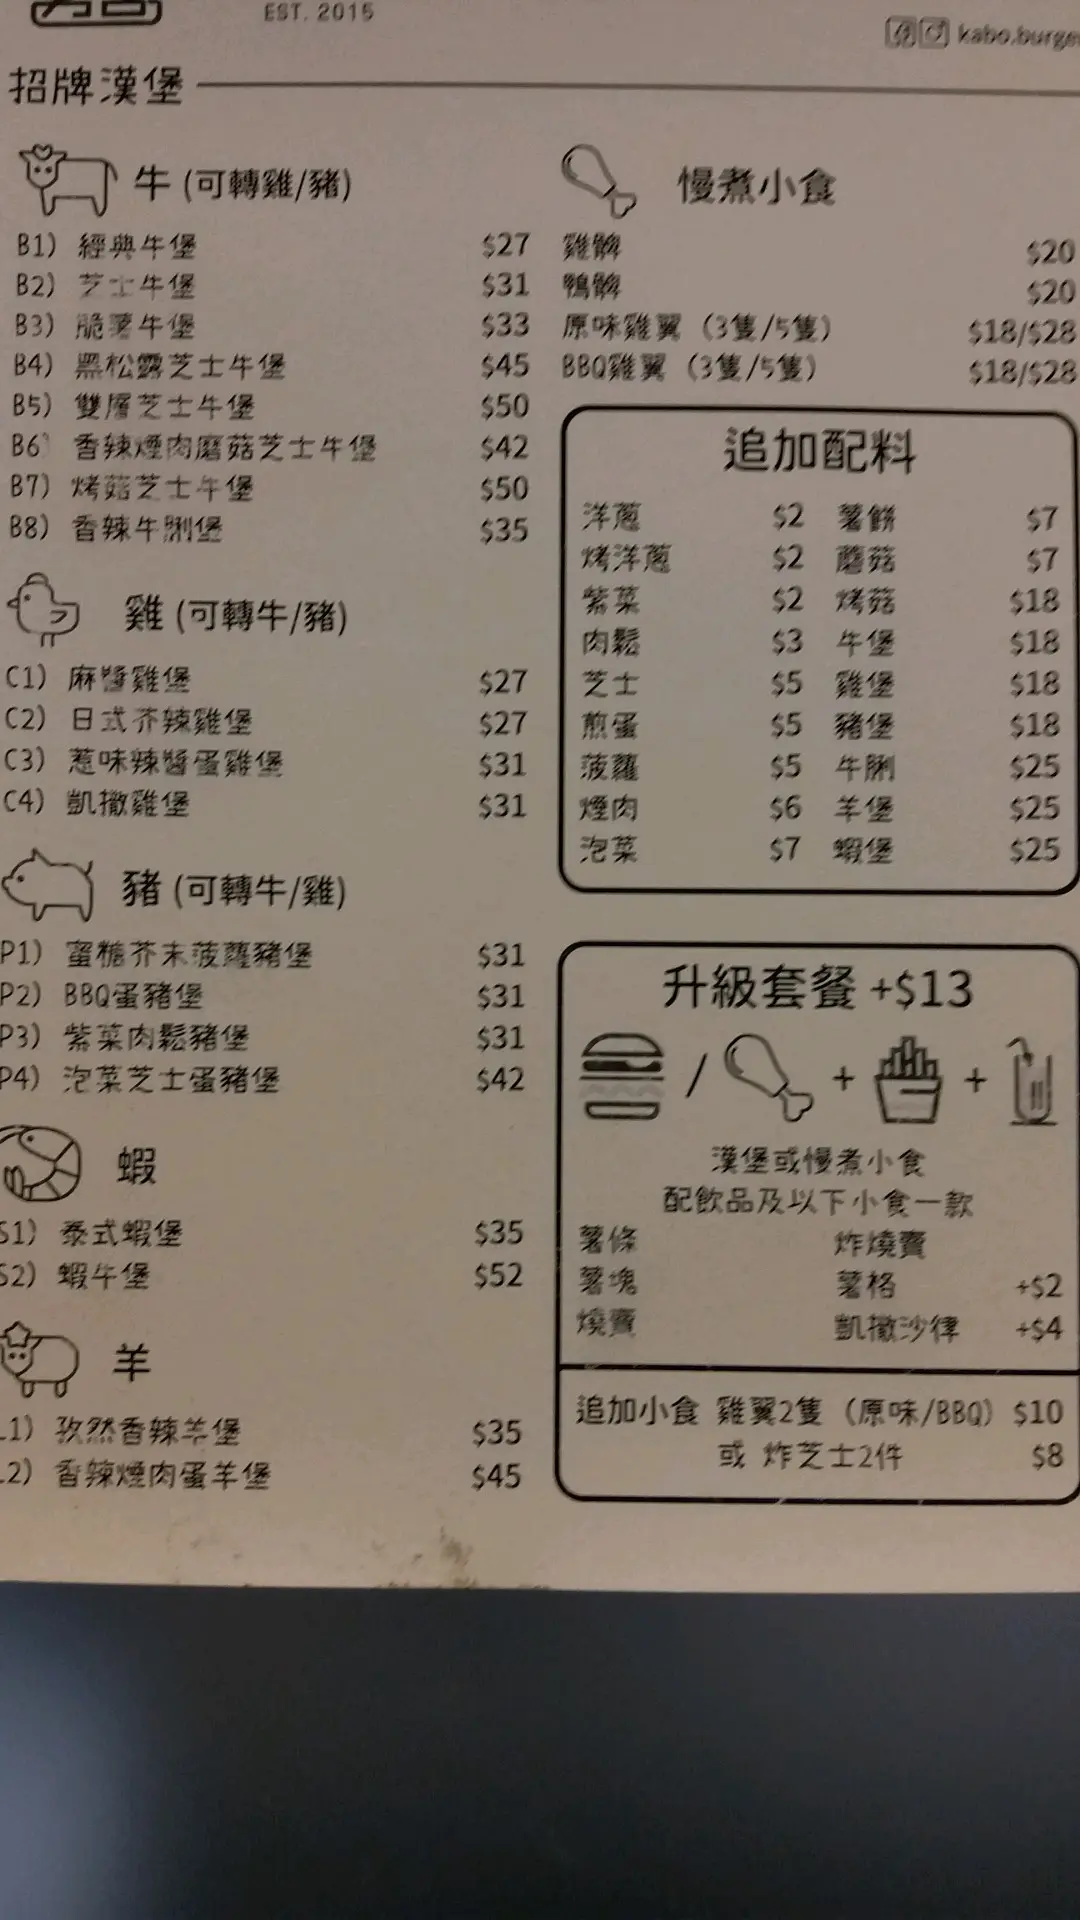 EST. 2015
kabo.burge
招牌漢堡
牛 (可轉雞/豬)
B1) 經典牛堡 $27
B2) 芝士牛堡 $31
B3) 脆薯牛堡 $33
B4) 黑松露芝士牛堡 $45
B5) 雙層芝士牛堡 $50
B6) 香辣煙肉磨菇芝士牛堡 $42
B7) 烤菇芝士牛堡 $50
B8) 香辣牛脷堡 $35
雞 (可轉牛/豬)
C1) 麻醬雞堡 $27
C2) 日式芥辣雞堡 $27
C3) 惹味辣醬蛋雞堡 $31
C4) 凱撒雞堡 $31
豬 (可轉牛/雞)
P1) 蜜糖芥末菠蘿豬堡 $31
P2) BBQ蛋豬堡 $31
P3) 紫菜肉鬆豬堡 $31
P4) 泡菜芝士蛋豬堡 $42
蝦
S1) 泰式蝦堡 $35
S2) 蝦牛堡 $52
羊
L1) 孜然香辣羊堡 $35
L2) 香辣煙肉蛋羊堡 $45
慢煮小食
雞髀 $20
鴨髀 $20
原味雞翼 (3隻/5隻) $18/$28
BBQ雞翼 (3隻/5隻) $18/$28
追加配料
洋蔥 $2 薯餅 $7
烤洋蔥 $2 蘑菇 $7
紫菜 $2 烤菇 $18
肉鬆 $3 牛堡 $18
芝士 $5 雞堡 $18
煎蛋 $5 豬堡 $18
菠蘿 $5 牛脷 $25
煙肉 $6 羊堡 $25
泡菜 $7 蝦堡 $25
升級套餐 +$13
/ + +
漢堡或慢煮小食
配飲品及以下小食一款
薯條 炸燒賣
薯塊 薯格 +$2
燒賣 凱撒沙律 +$4
追加小食 雞翼2隻 (原味/BBQ) $10
或 炸芝士2件 $8